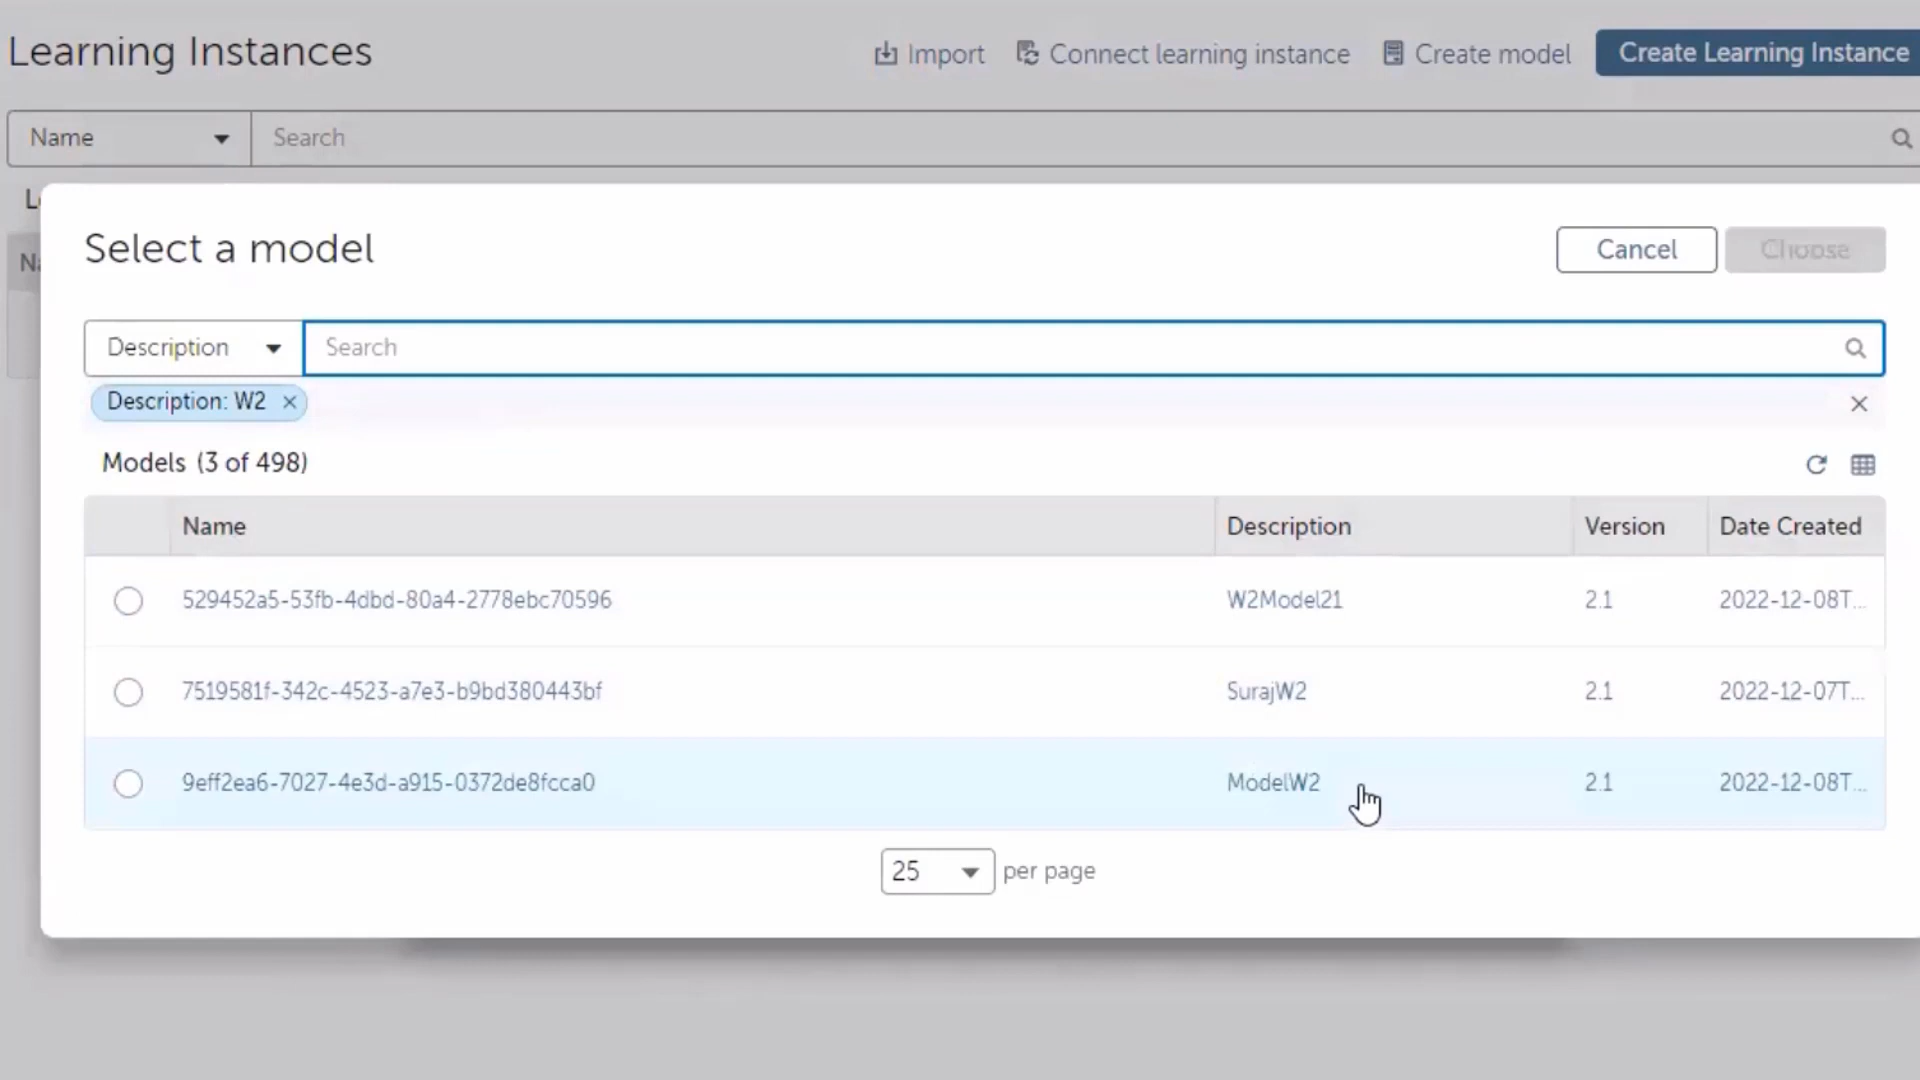 Learning Instances
Import
Connect learning instance
Create model
Create Learning Instance
Name
Search
Select a model
Cancel
Choose
Description
Search
Description: W2
Models (3 of 498)
Name Description Version Date Created
529452a5-53fb-4dbd-80a4-2778ebc70596 W2Model21 2.1 2022-12-08T...
7519581f-342c-4523-a7e3-b9bd380443bf SurajW2 2.1 2022-12-07T...
9eff2ea6-7027-4e3d-a915-0372de8fcca0 ModelW2 2.1 2022-12-08T...
25 per page